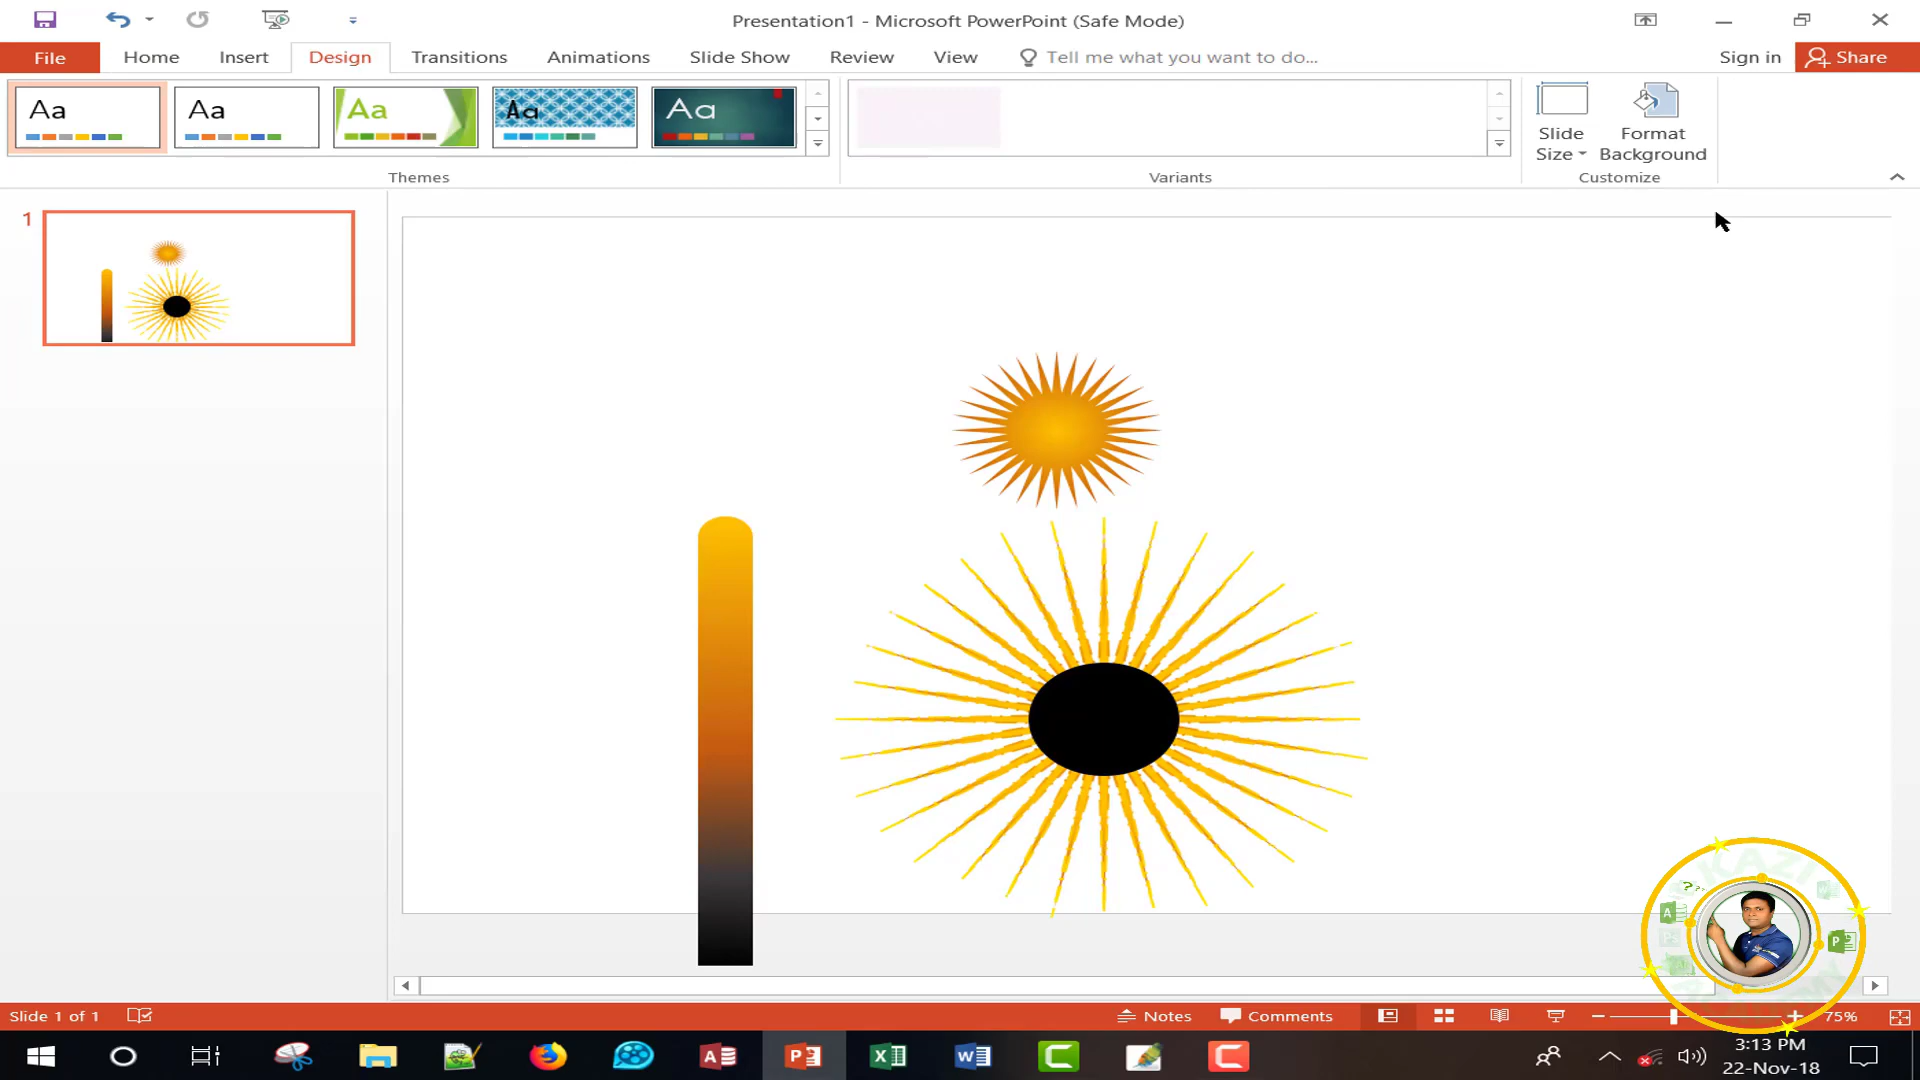 Presentation1 - Microsoft PowerPoint (Safe Mode)
File Home Insert Design Transitions Animations Slide Show Review View Tell me what you want to do... Sign in Share
Aa Aa Aa Aa Aa
Slide Size
Format Background
Themes Variants Customize
1
KAZI
Slide 1 of 1 Notes Comments 75%
3:13 PM
22-Nov-18